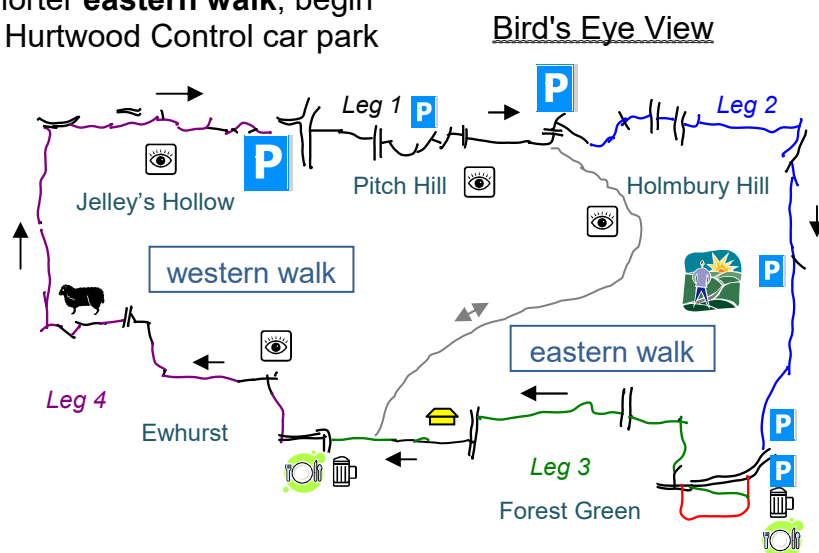 orter eastern walk, begin
Hurtwood Control car park
Bird's Eye View
Leg 1
P
P
Leg 2
P
Jelley's Hollow
Pitch Hill
Holmbury Hill
western walk
P
eastern walk
Leg 4
Ewhurst
P
Leg 3
P
Forest Green